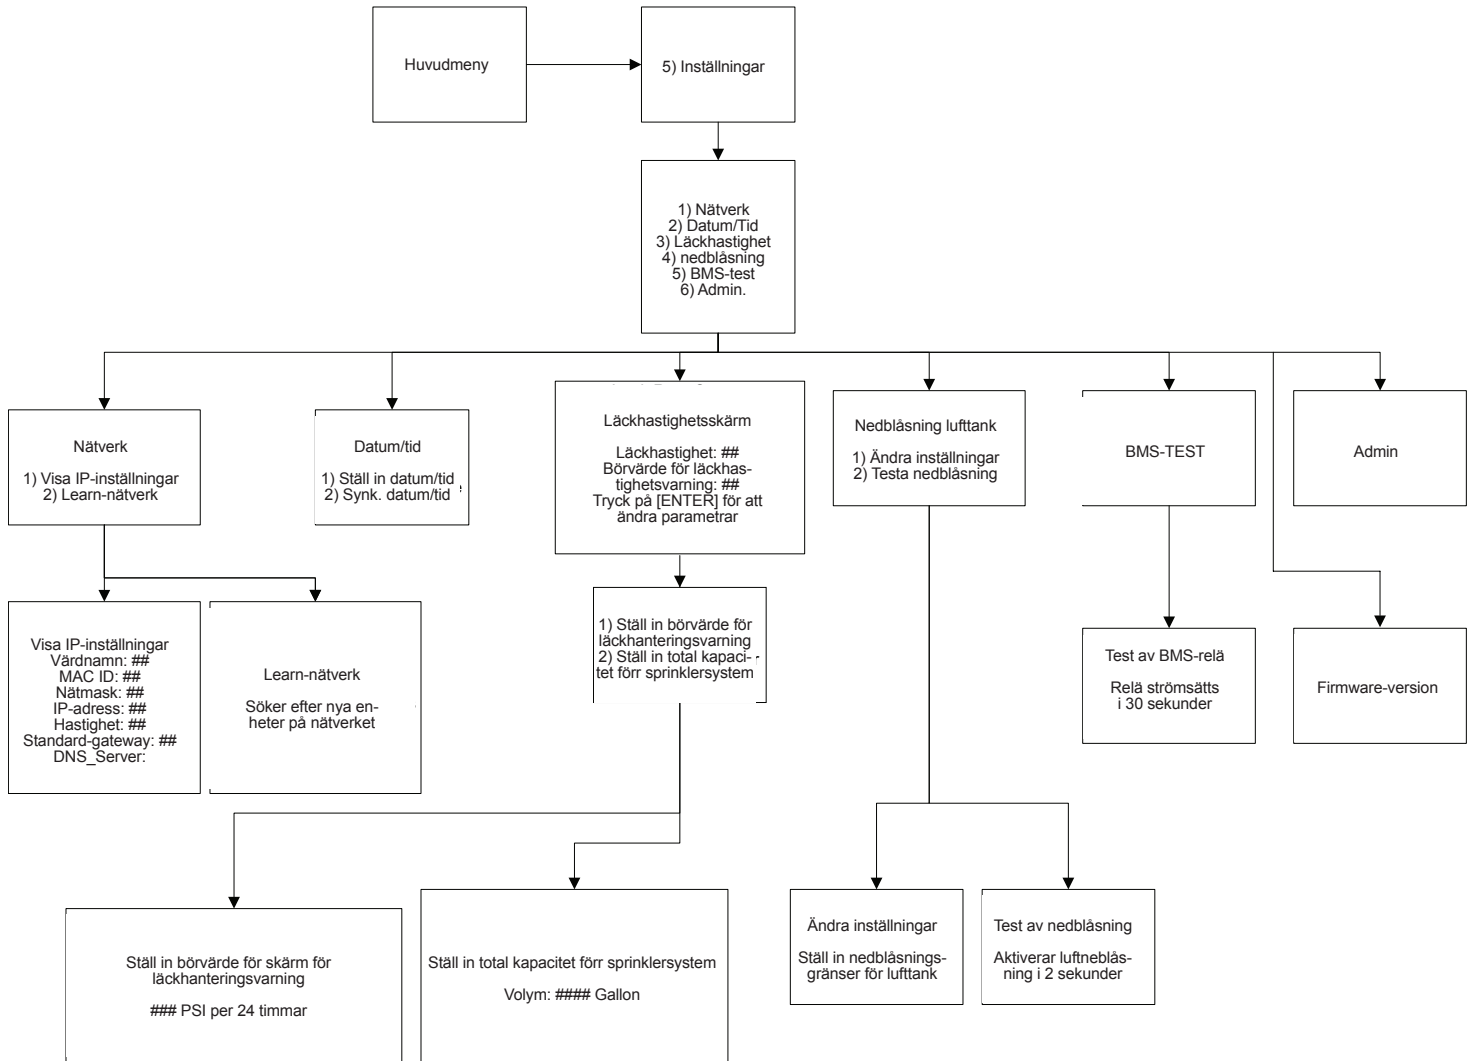 Huvudmeny
5) Inställningar
1) Nätverk
2) Datum/Tid
3) Läckhastighet
4) nedblåsning
5) BMS-test
6) Admin.
Nätverk
1) Visa IP-inställningar
2) Learn-nätverk
Datum/tid
1) Ställ in datum/tid
2) Synk. datum/tid
Läckhastighetsskärm
Läckhastighet: ##
Börvärde för läckhas-
tighetsvarning: ##
Tryck på [ENTER] för att
ändra parametrar
Nedblåsning lufttank
1) Ändra inställningar
2) Testa nedblåsning
BMS-TEST
Admin
Visa IP-inställningar
Värdnamn: ##
MAC ID: ##
Nätmask: ##
IP-adress: ##
Hastighet: ##
Standard-gateway: ##
DNS_Server:
Learn-nätverk
Söker efter nya en-
heter på nätverket
1) Ställ in börvärde för
läckhanteringsvarning
2) Ställ in total kapaci-
tet förr sprinklersystem
Test av BMS-relä
Relä strömsätts
i 30 sekunder
Firmware-version
Ställ in börvärde för skärm för
läckhanteringsvarning
### PSI per 24 timmar
Ställ in total kapacitet förr sprinklersystem
Volym: #### Gallon
Ändra inställningar
Ställ in nedblåsnings-
gränser för lufttank
Test av nedblåsning
Aktiverar luftneblås-
ning i 2 sekunder